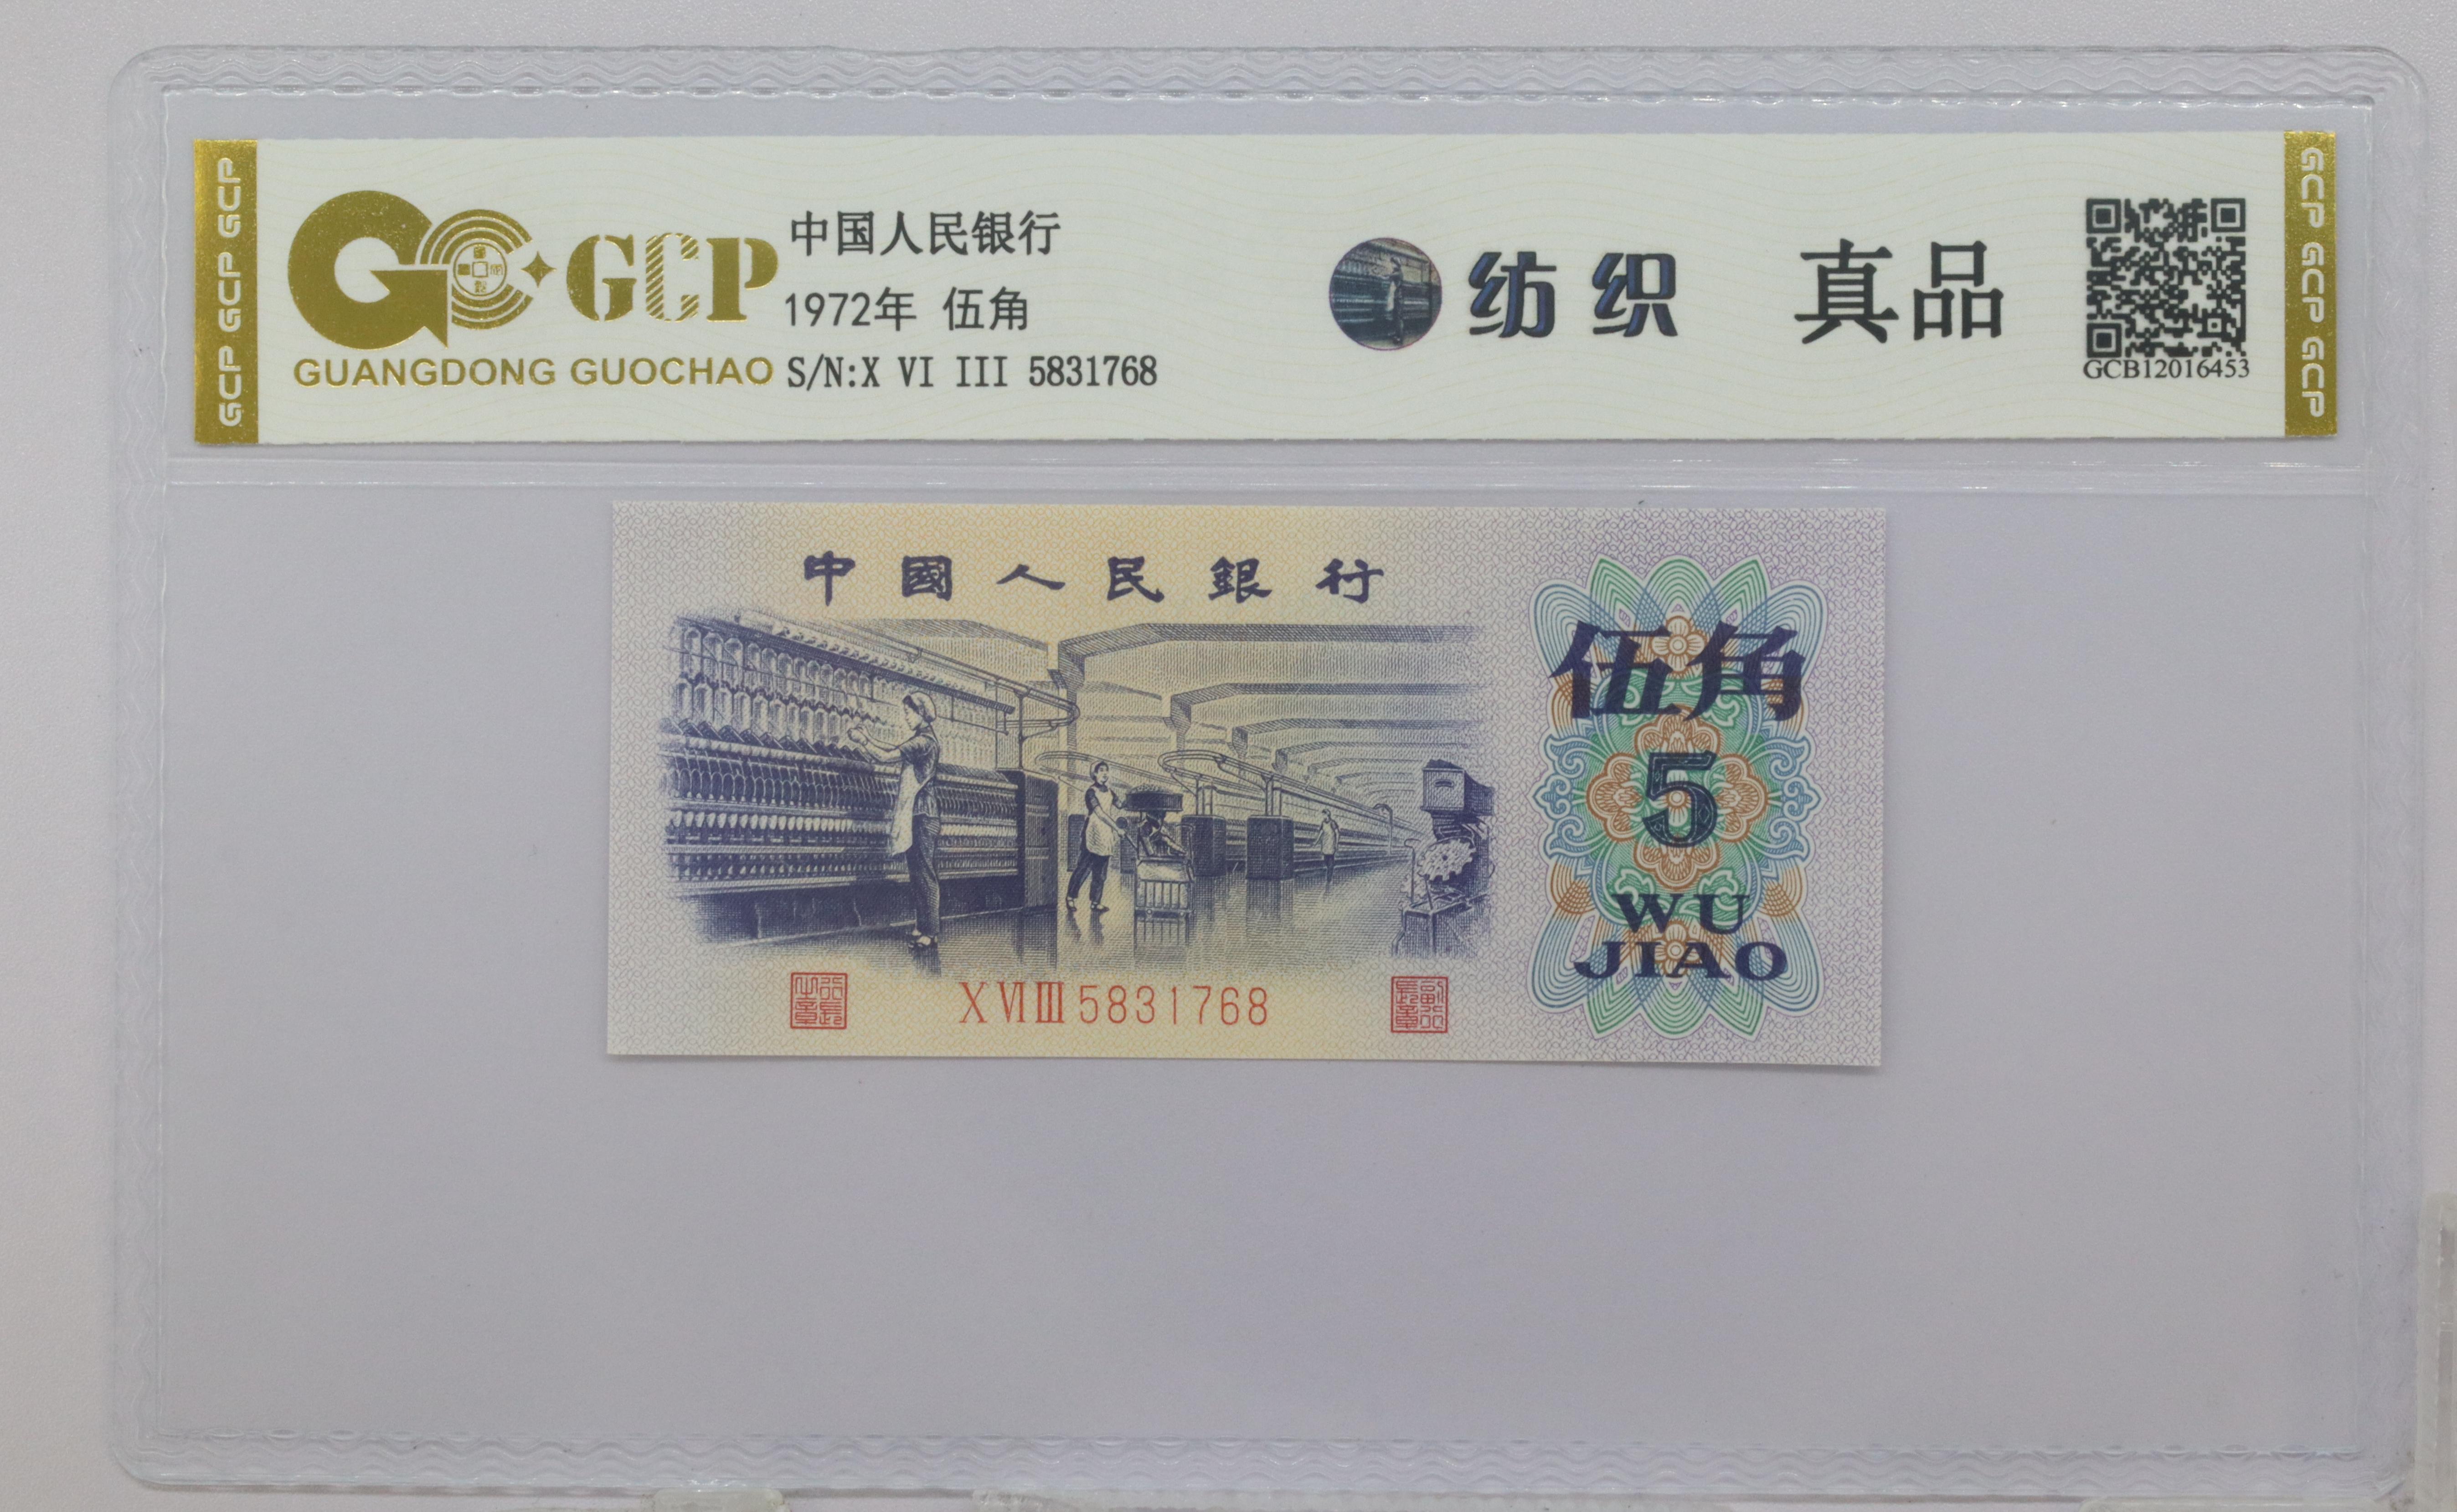 GCP GCP GCP
GCP
GUANGDONG GUOCHAO
中国人民银行
1972年 伍角
S/N:X VI III 5831768
纺织
真品
GCB12016453
GCP GCP GCP
中國人民銀行
伍角
5
WU
JIAO
X VI III 5831768